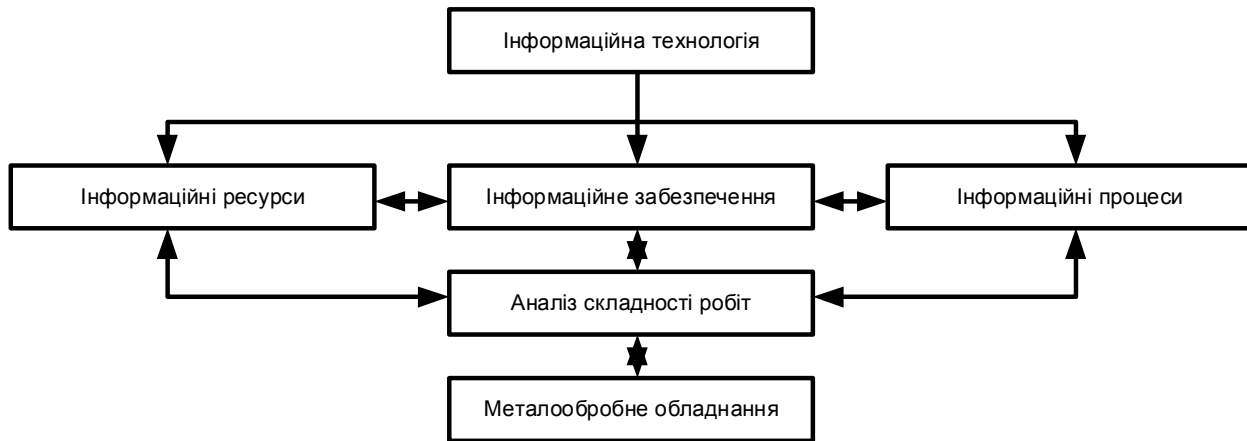 Інформаційна технологія
Інформаційні ресурси
Інформаційне забезпечення
Інформаційні процеси
Аналіз складності робіт
Металообробне обладнання